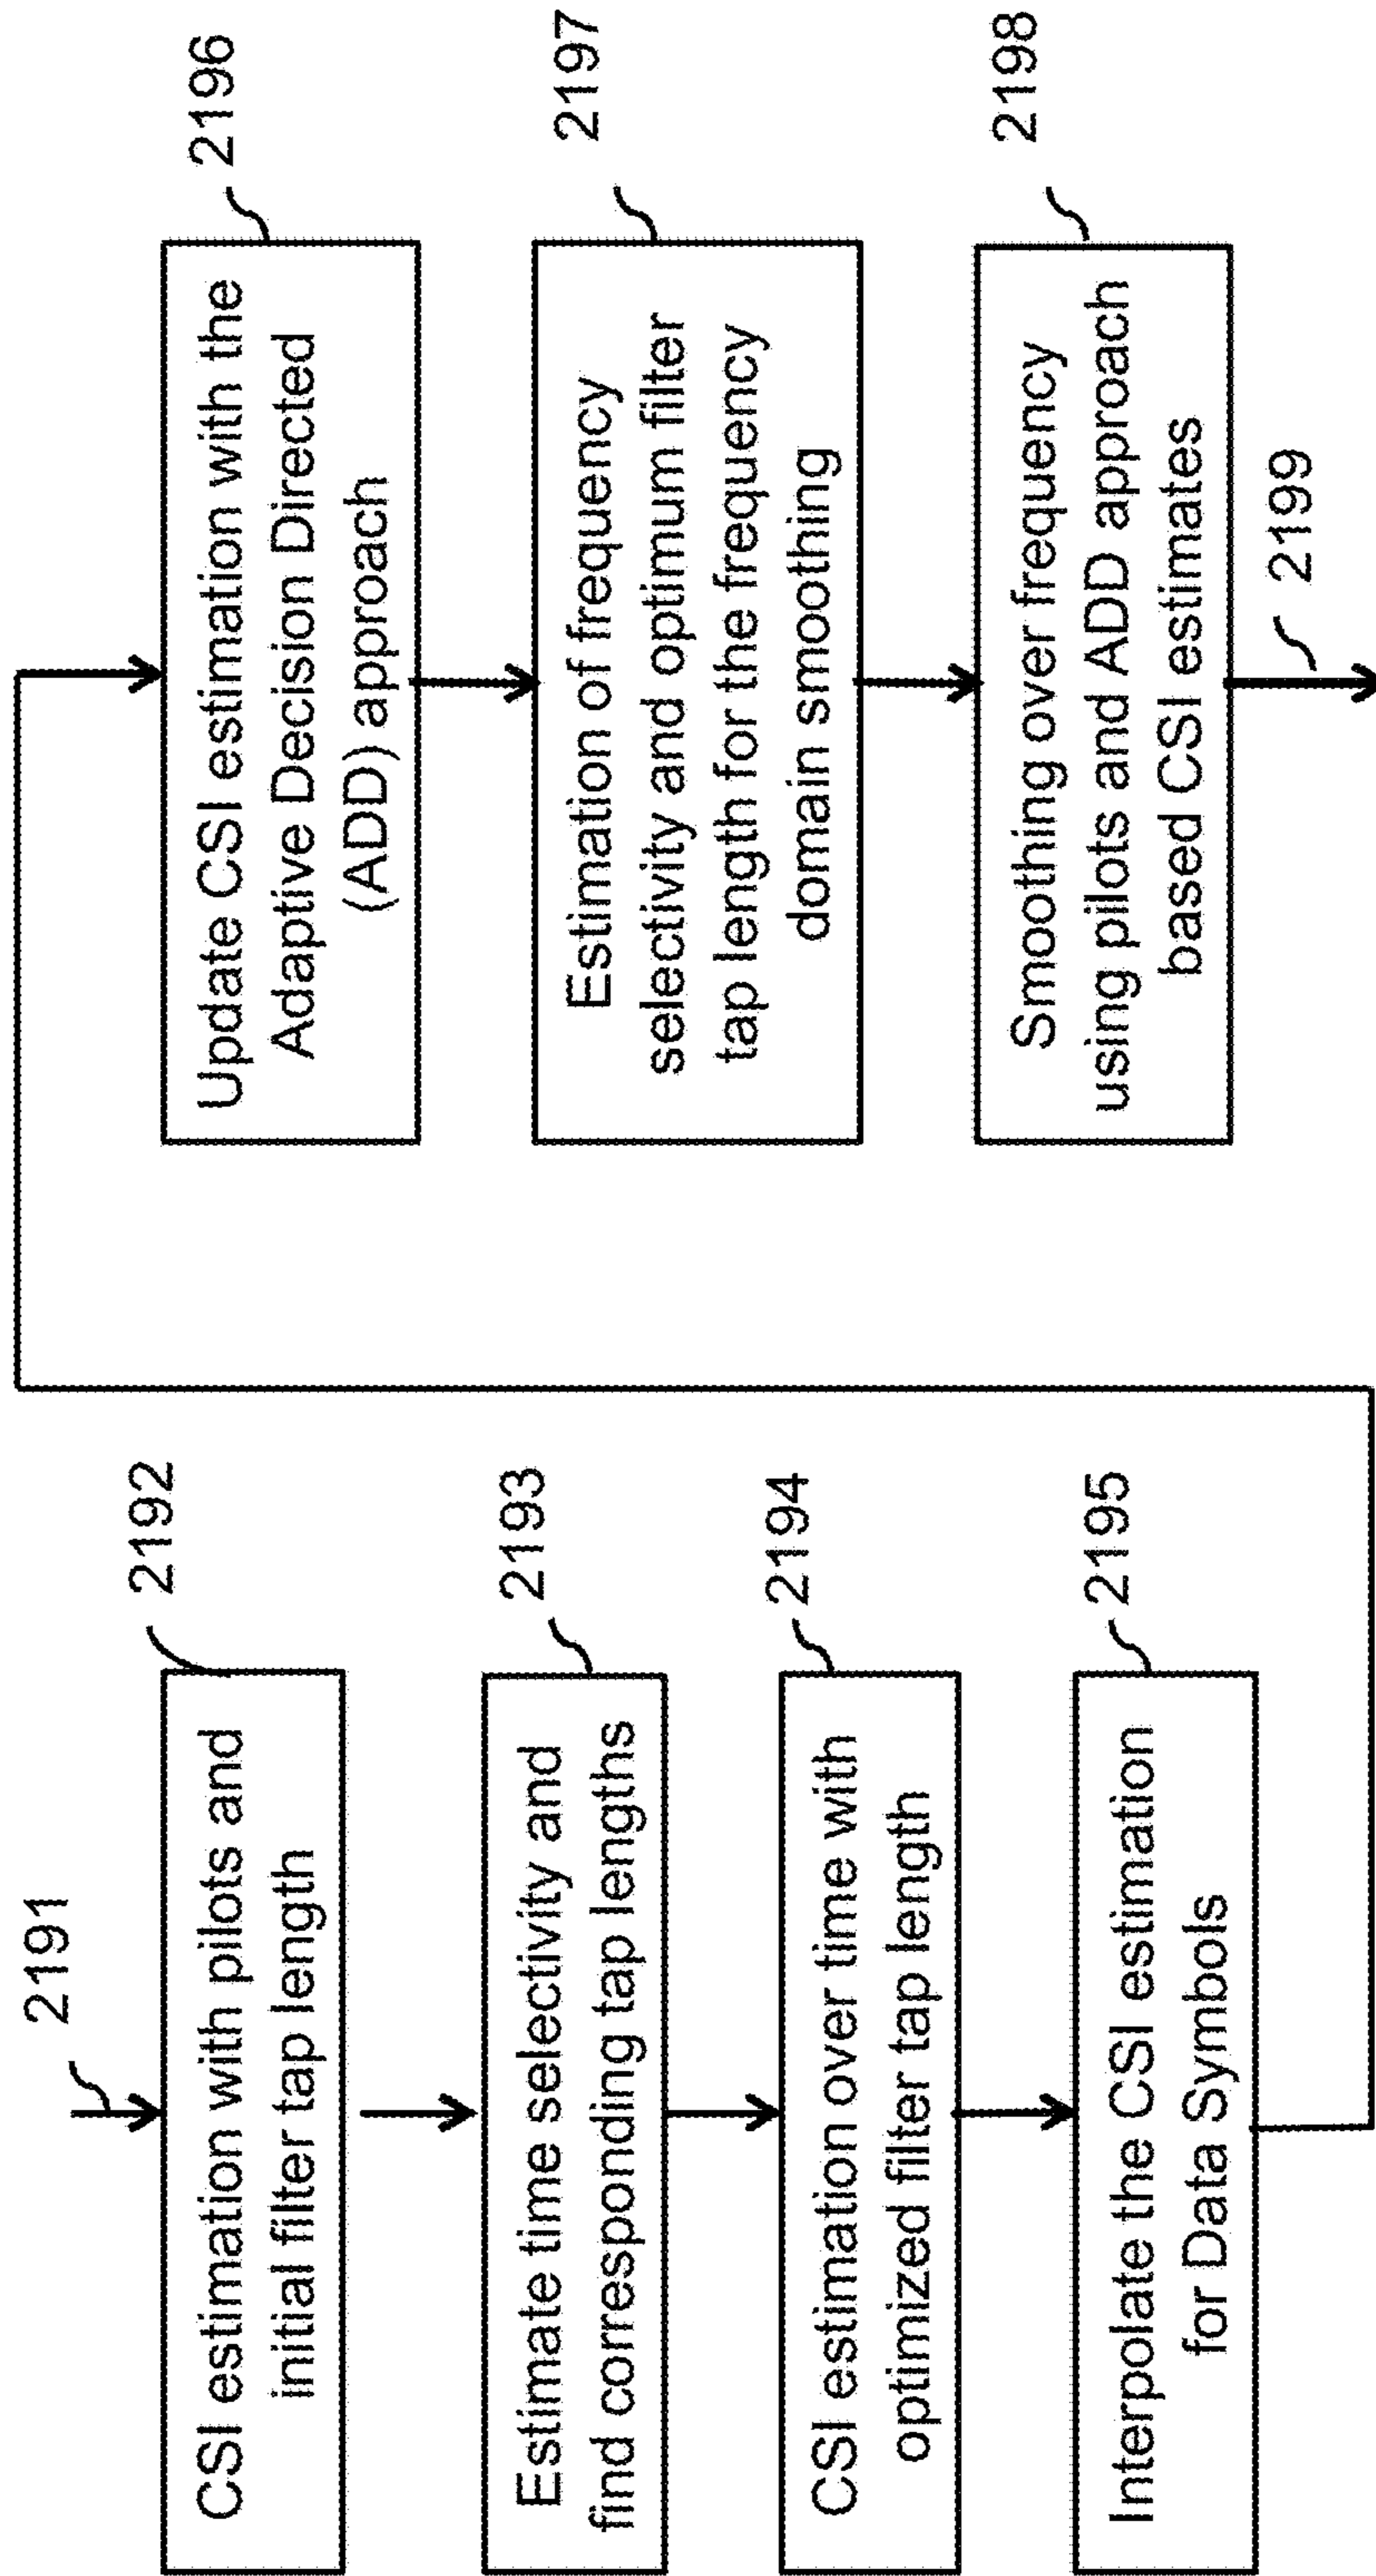 2191
CSI estimation with pilots and
initial filter tap length
2192
Estimate time selectivity and
find corresponding tap lengths
2193
CSI estimation over time with
optimized filter tap length
2194
Interpolate the CSI estimation
for Data Symbols
2195
Update CSI estimation with the
Adaptive Decision Directed
(ADD) approach
2196
Estimation of frequency
selectivity and optimum filter
tap length for the frequency
domain smoothing
2197
Smoothing over frequency
using pilots and ADD approach
based CSI estimates
2198
2199